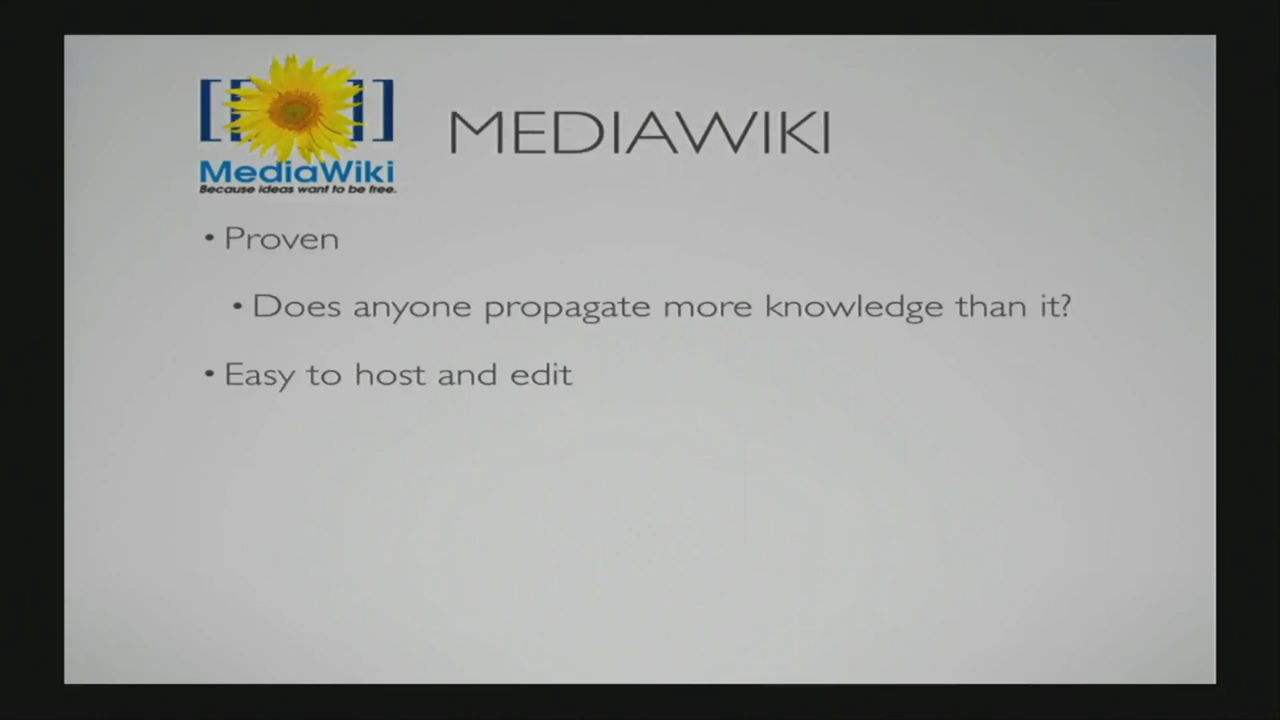 [[ ]]
MediaWiki
Because ideas want to be free.
MEDIAWIKI
• Proven
• Does anyone propagate more knowledge than it?
• Easy to host and edit